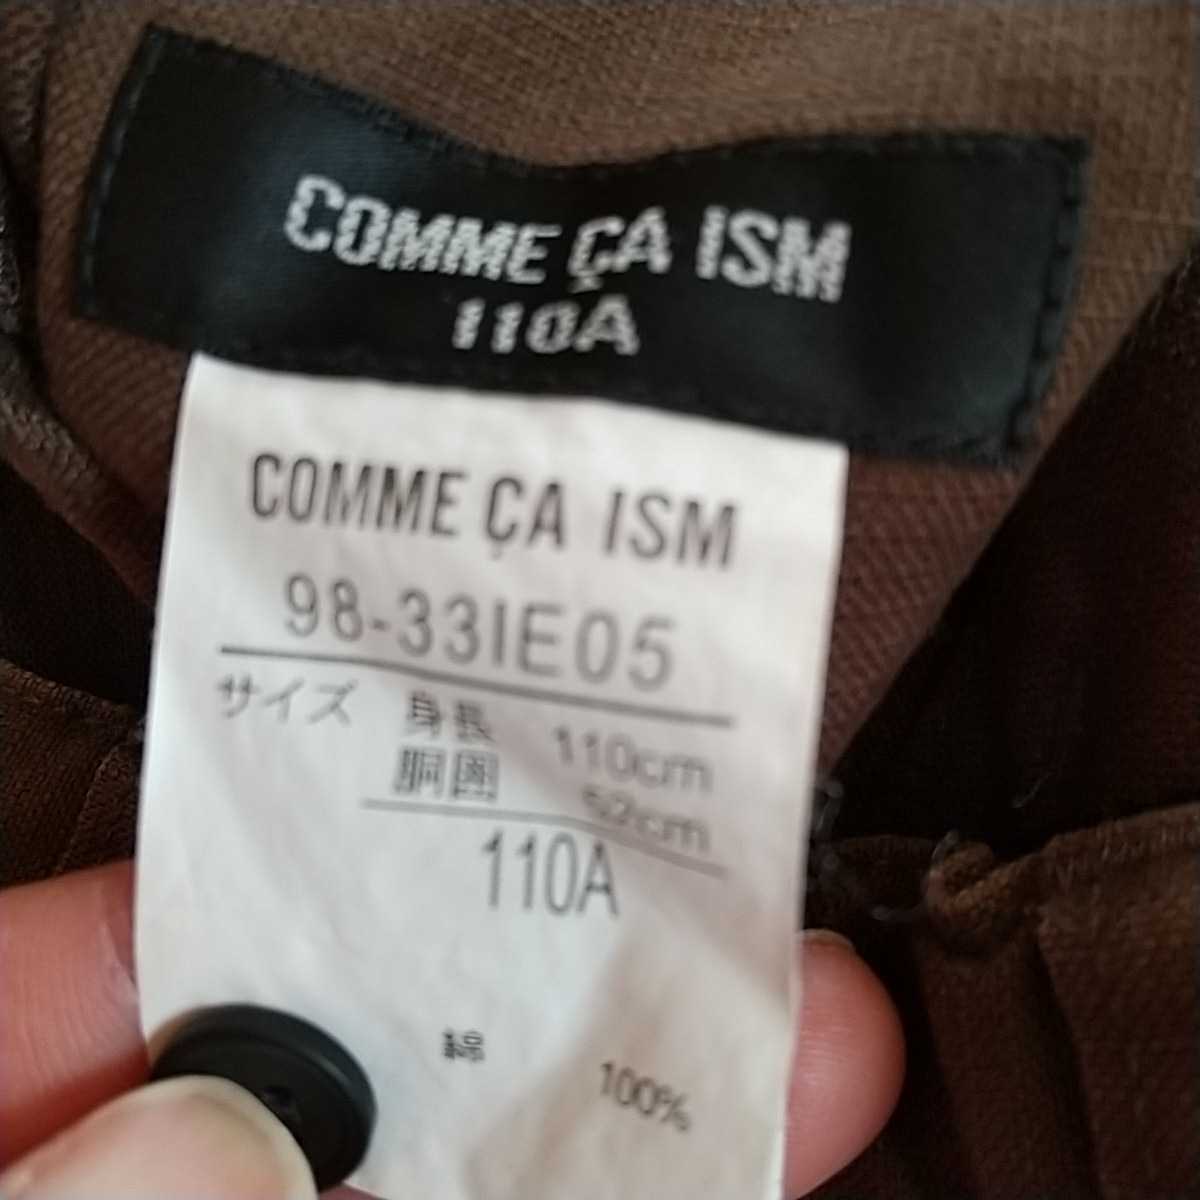 COMME ÇA ISM
110A
COMME ÇA ISM
98-33IE05
サイズ 身長 110cm
胴囲 52cm
110A
綿 100%